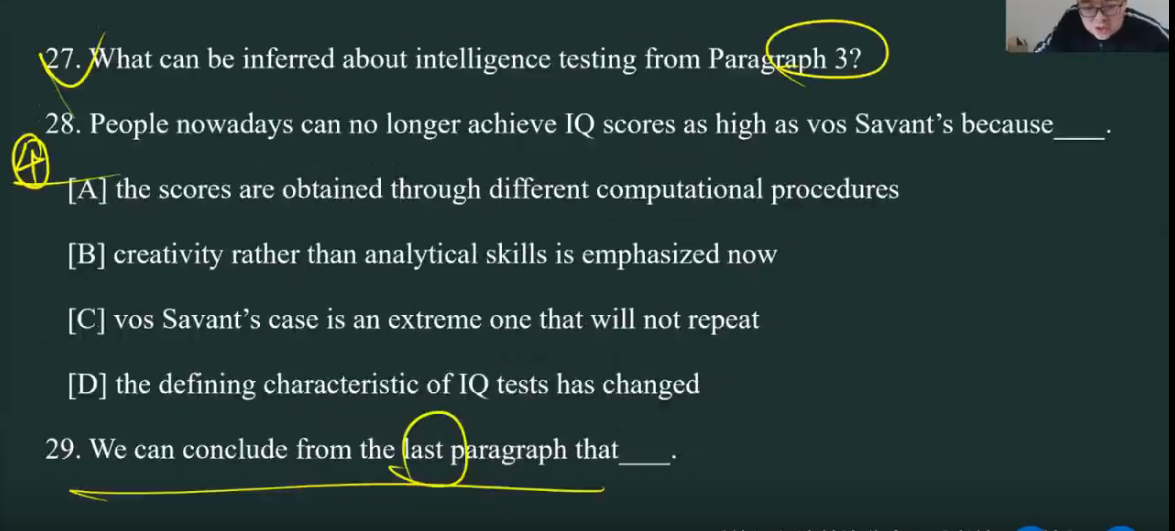 27. What can be inferred about intelligence testing from Paragraph 3?
28. People nowadays can no longer achieve IQ scores as high as vos Savant’s because____.
4
[A] the scores are obtained through different computational procedures
[B] creativity rather than analytical skills is emphasized now
[C] vos Savant’s case is an extreme one that will not repeat
[D] the defining characteristic of IQ tests has changed
29. We can conclude from the last paragraph that____.